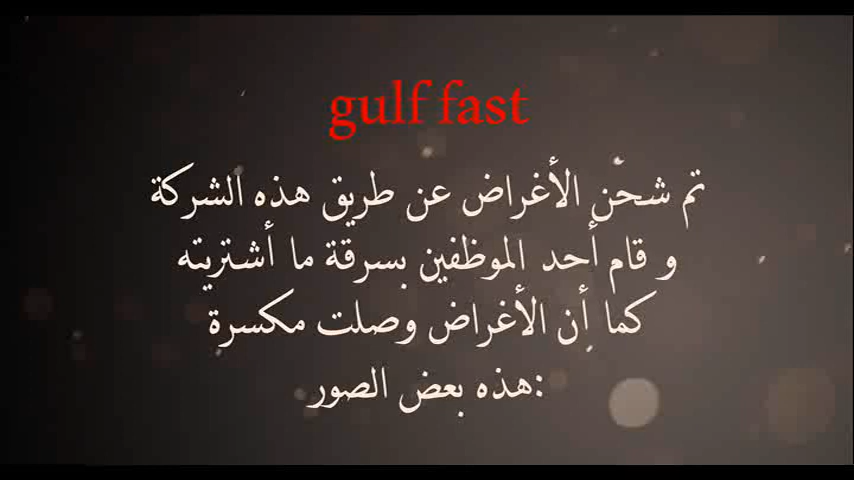 gulf fast
تم شحن الأغراض عن طريق هذه الشركة
و قام أحد الموظفين بسرقة ما أشتريته
كما أن الأغراض وصلت مكسرة
هذه بعض الصور: